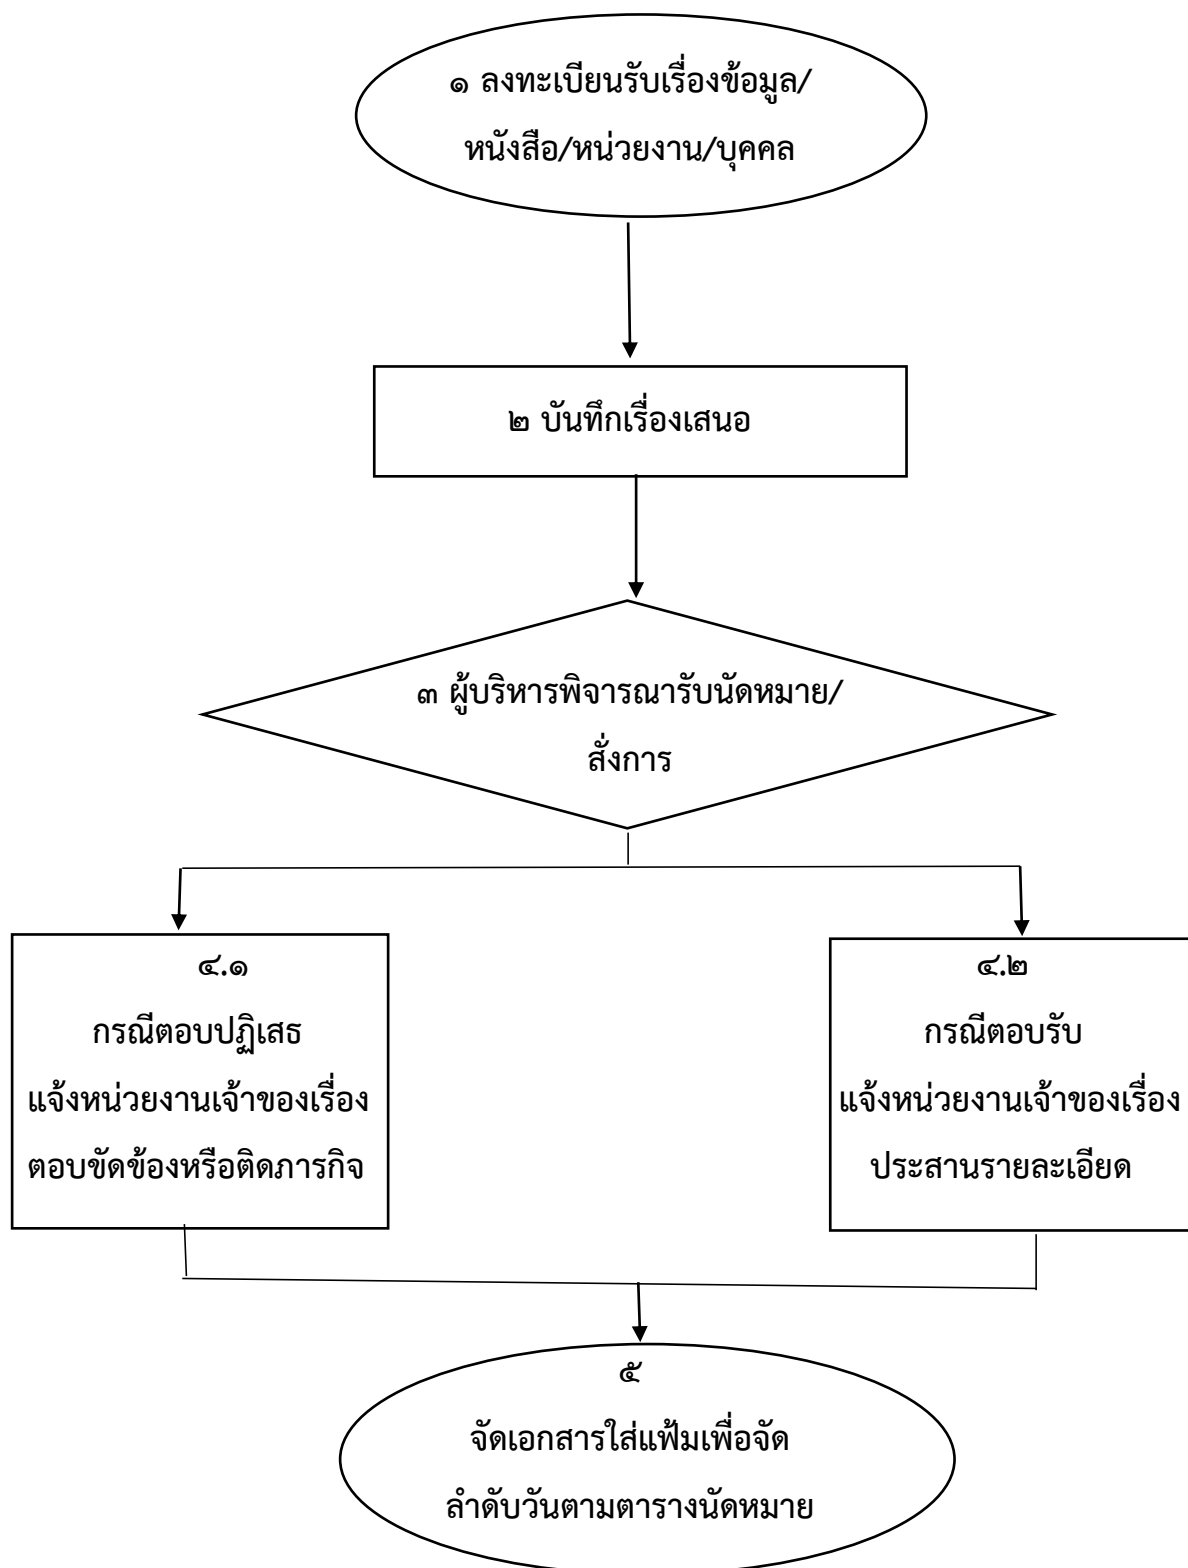 ๑ ลงทะเบียนรับเรื่องข้อมูล/
หนังสือ/หน่วยงาน/บุคคล
๒ บันทึกเรื่องเสนอ
๓ ผู้บริหารพิจารณารับนัดหมาย/
สั่งการ
๔.๑
กรณีตอบปฏิเสธ
แจ้งหน่วยงานเจ้าของเรื่อง
ตอบขัดข้องหรือติดภารกิจ
๔.๒
กรณีตอบรับ
แจ้งหน่วยงานเจ้าของเรื่อง
ประสานรายละเอียด
๕
จัดเอกสารใส่แฟ้มเพื่อจัด
ลำดับวันตามตารางนัดหมาย